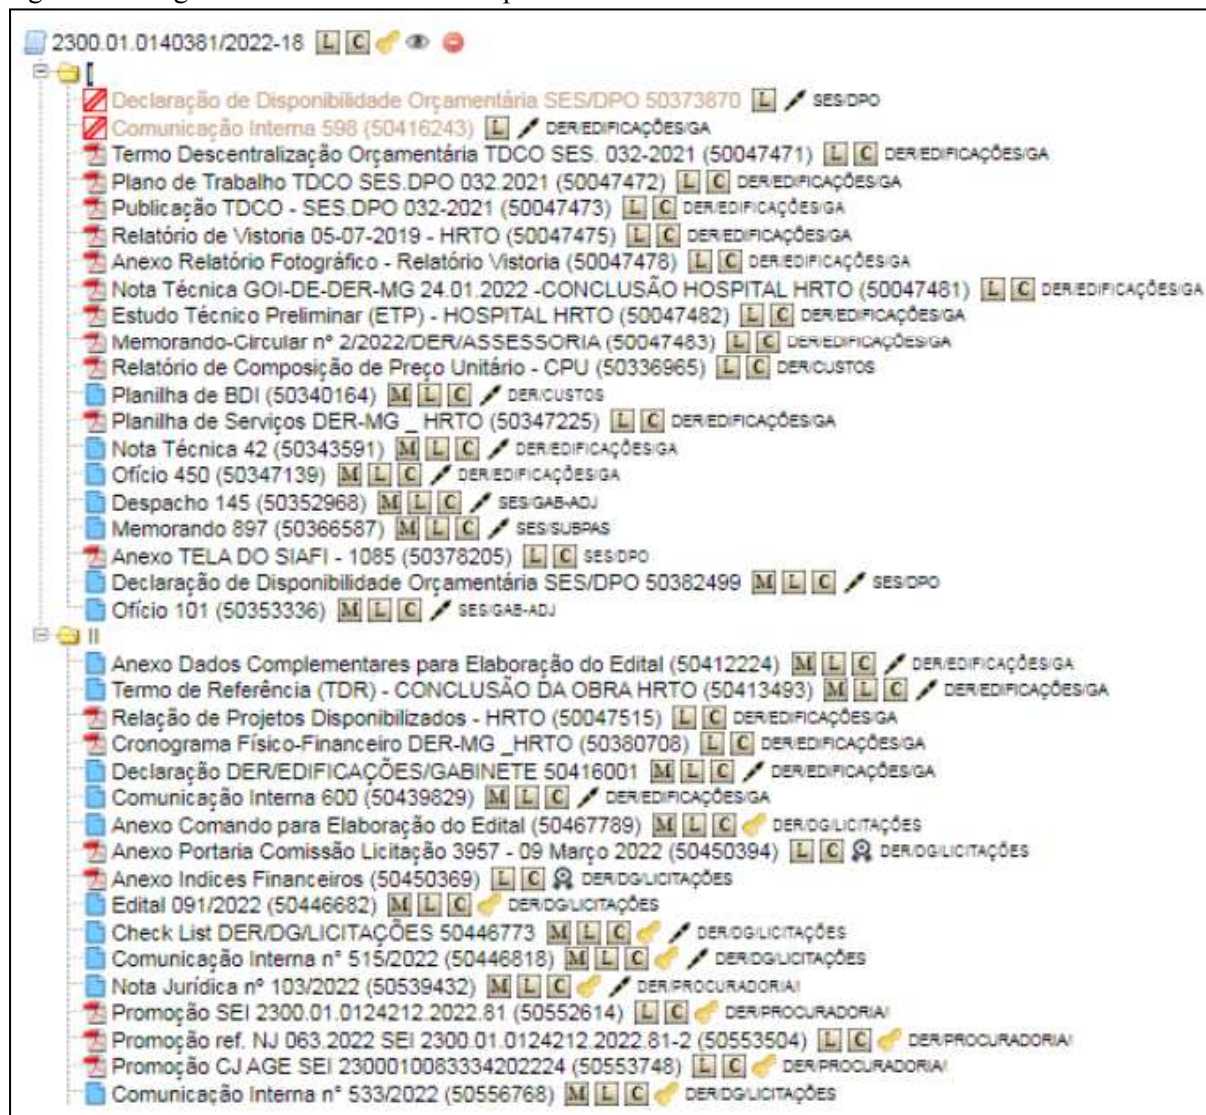 2300.01.0140381/2022-18 L C
I
Declaração de Disponibilidade Orçamentária SES/DPO 50373870 L SES/DPO
Comunicação Interna 598 (50416243) L DER/EDIFICAÇÕES/GA
Termo Descentralização Orçamentária TDCO SES. 032-2021 (50047471) L C DER/EDIFICAÇÕES/GA
Plano de Trabalho TDCO SES.DPO 032.2021 (50047472) L C DER/EDIFICAÇÕES/GA
Publicação TDCO - SES.DPO 032-2021 (50047473) L C DER/EDIFICAÇÕES/GA
Relatório de Vistoria 05-07-2019 - HRTO (50047475) L C DER/EDIFICAÇÕES/GA
Anexo Relatório Fotográfico - Relatório Vistoria (50047478) L C DER/EDIFICAÇÕES/GA
Nota Técnica GOI-DE-DER-MG 24.01.2022 -CONCLUSÃO HOSPITAL HRTO (50047481) L C DER/EDIFICAÇÕES/GA
Estudo Técnico Preliminar (ETP) - HOSPITAL HRTO (50047482) L C DER/EDIFICAÇÕES/GA
Memorando-Circular nº 2/2022/DER/ASSESSORIA (50047483) L C DER/EDIFICAÇÕES/GA
Relatório de Composição de Preço Unitário - CPU (50336965) L C DER/CUSTOS
Planilha de BDI (50340164) M L C DER/CUSTOS
Planilha de Serviços DER-MG _ HRTO (50347225) L C DER/EDIFICAÇÕES/GA
Nota Técnica 42 (50343591) M L C DER/EDIFICAÇÕES/GA
Ofício 450 (50347139) M L C DER/EDIFICAÇÕES/GA
Despacho 145 (50352968) M L C SES/GAB-ADJ
Memorando 897 (50366587) M L C SES/SUBPAS
Anexo TELA DO SIAFI - 1085 (50378205) L C SES/DPO
Declaração de Disponibilidade Orçamentária SES/DPO 50382499 M L C SES/DPO
Ofício 101 (50353336) M L C SES/GAB-ADJ
II
Anexo Dados Complementares para Elaboração do Edital (50412224) M L C DER/EDIFICAÇÕES/GA
Termo de Referência (TDR) - CONCLUSÃO DA OBRA HRTO (50413493) M L C DER/EDIFICAÇÕES/GA
Relação de Projetos Disponibilizados - HRTO (50047515) L C DER/EDIFICAÇÕES/GA
Cronograma Físico-Financeiro DER-MG _HRTO (50380708) L C DER/EDIFICAÇÕES/GA
Declaração DER/EDIFICAÇÕES/GABINETE 50416001 M L C DER/EDIFICAÇÕES/GA
Comunicação Interna 600 (50439829) M L C DER/EDIFICAÇÕES/GA
Anexo Comando para Elaboração do Edital (50467789) M L C DER/DG/LICITAÇÕES
Anexo Portaria Comissão Licitação 3957 - 09 Março 2022 (50450394) L C DER/DG/LICITAÇÕES
Anexo Indices Financeiros (50450369) L C DER/DG/LICITAÇÕES
Edital 091/2022 (50446682) M L C DER/DG/LICITAÇÕES
Check List DER/DG/LICITAÇÕES 50446773 M L C DER/DG/LICITAÇÕES
Comunicação Interna n° 515/2022 (50446818) M L C DER/DG/LICITAÇÕES
Nota Jurídica nº 103/2022 (50539432) M L C DER/PROCURADORIA/
Promoção SEI 2300.01.0124212.2022.81 (50552614) L C DER/PROCURADORIA/
Promoção ref. NJ 063.2022 SEI 2300.01.0124212.2022.81-2 (50553504) L C DER/PROCURADORIA/
Promoção CJ AGE SEI 2300010083334202224 (50553748) L C DER/PROCURADORIA/
Comunicação Interna n° 533/2022 (50556768) M L C DER/DG/LICITAÇÕES